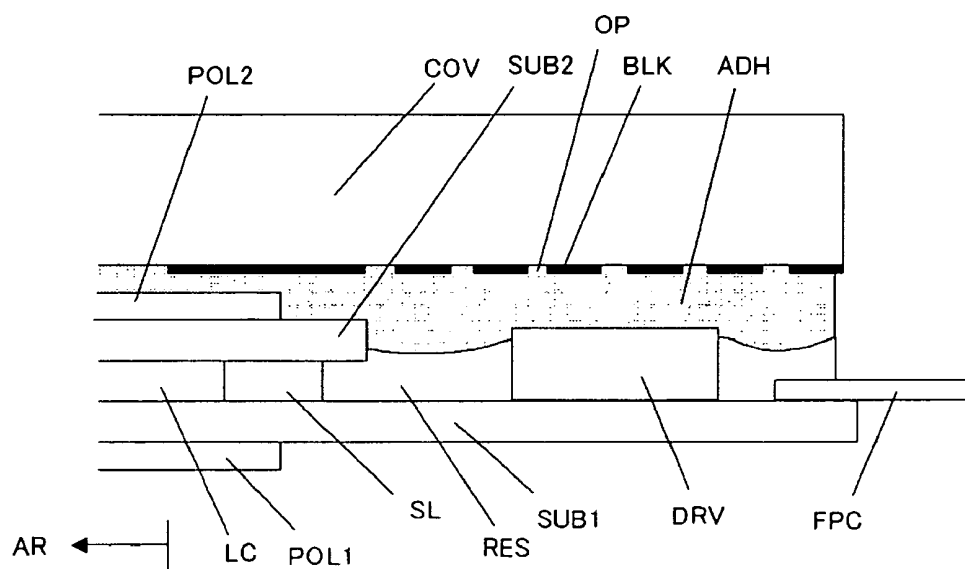 OP
POL2 COV SUB2 BLK ADH
AR LC POL1 SL RES SUB1 DRV FPC